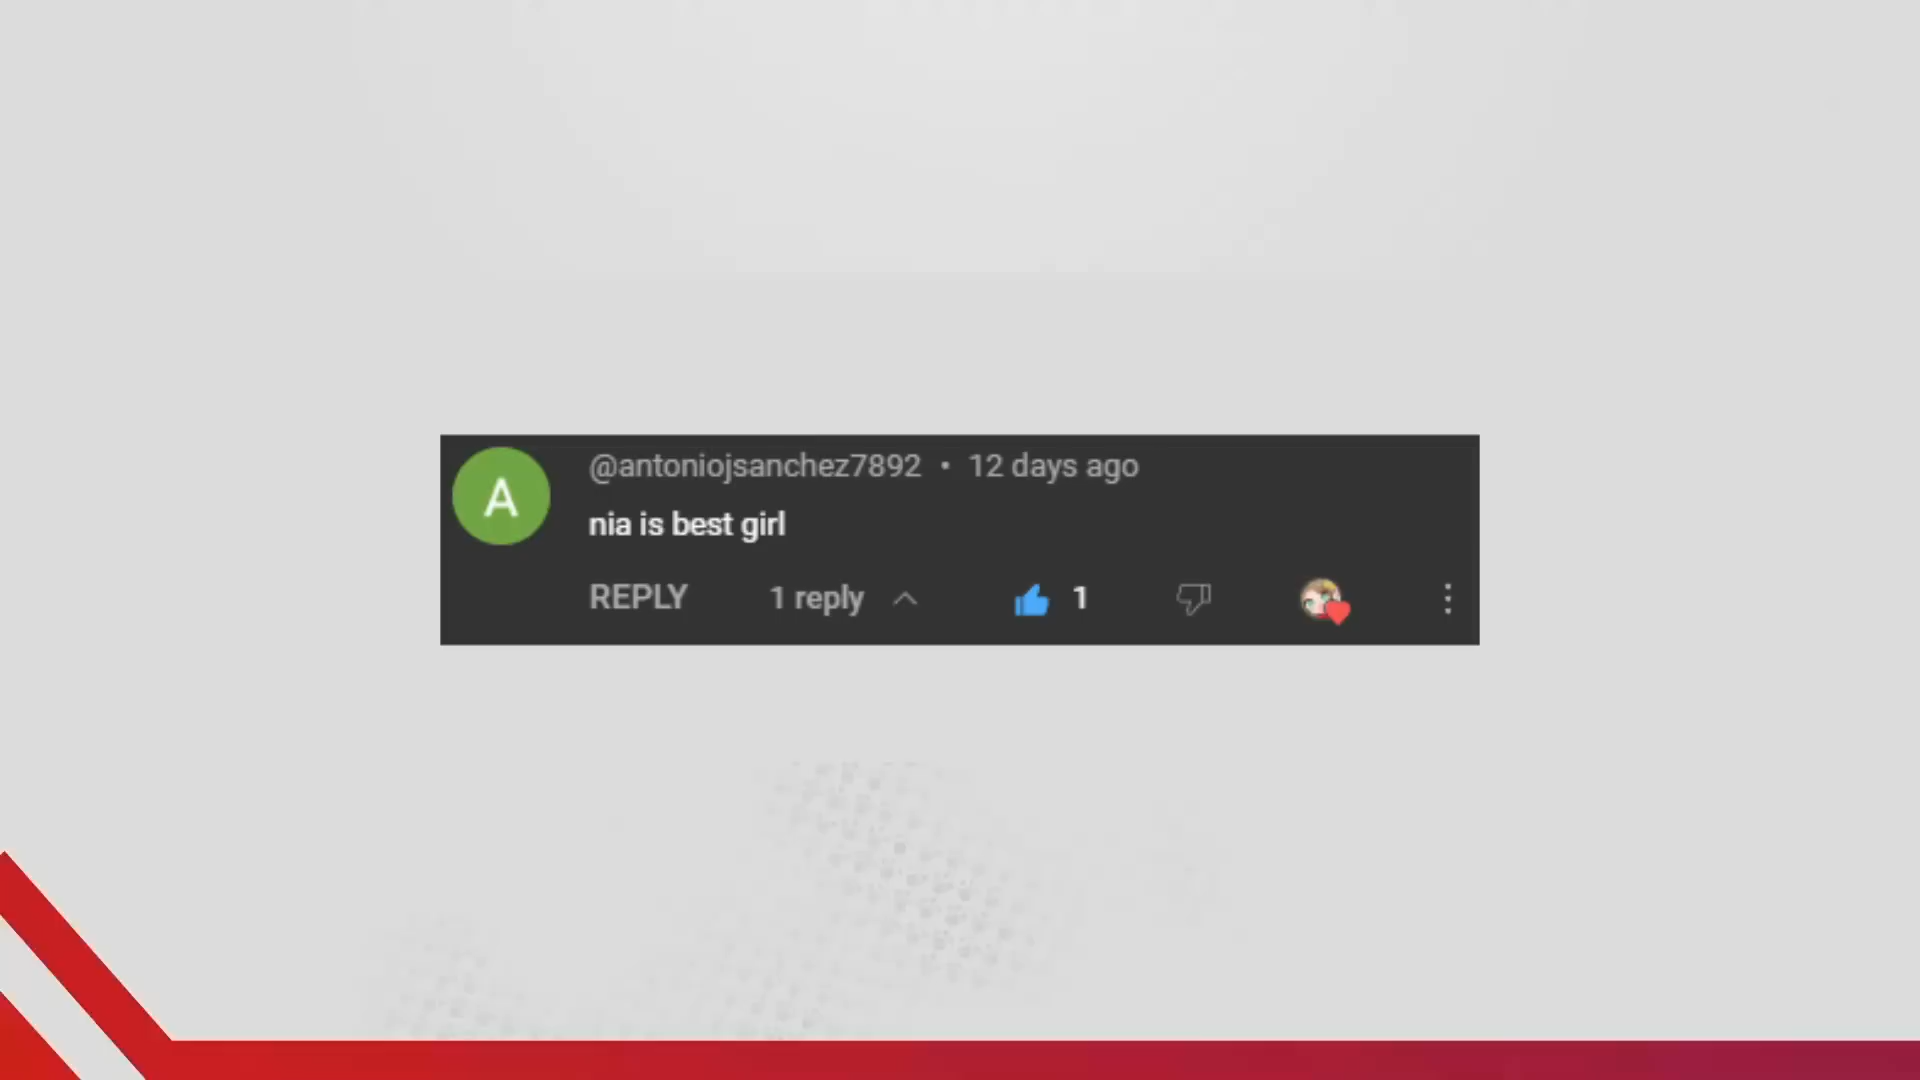 A
@antoniojsanchez7892 • 12 days ago
nia is best girl
REPLY 1 reply 1